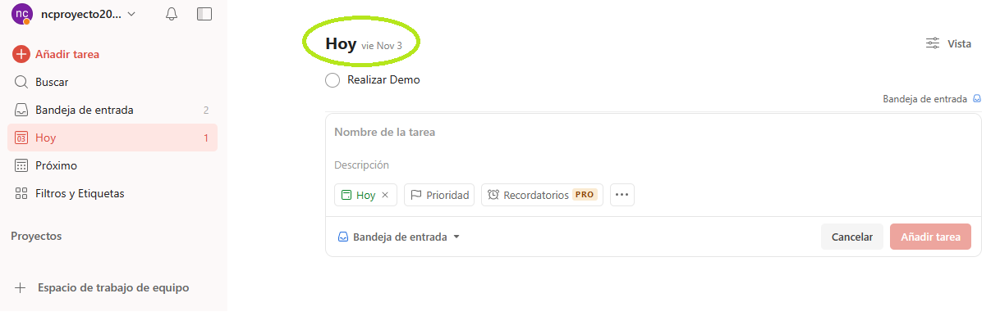 nc ncproyecto20...
Añadir tarea
Buscar
Bandeja de entrada 2
03 Hoy 1
Próximo
Filtros y Etiquetas
Proyectos
Espacio de trabajo de equipo
Hoy vie Nov 3
Vista
Realizar Demo
Bandeja de entrada
Nombre de la tarea
Descripción
Hoy × Prioridad Recordatorios PRO ...
Bandeja de entrada Cancelar Añadir tarea